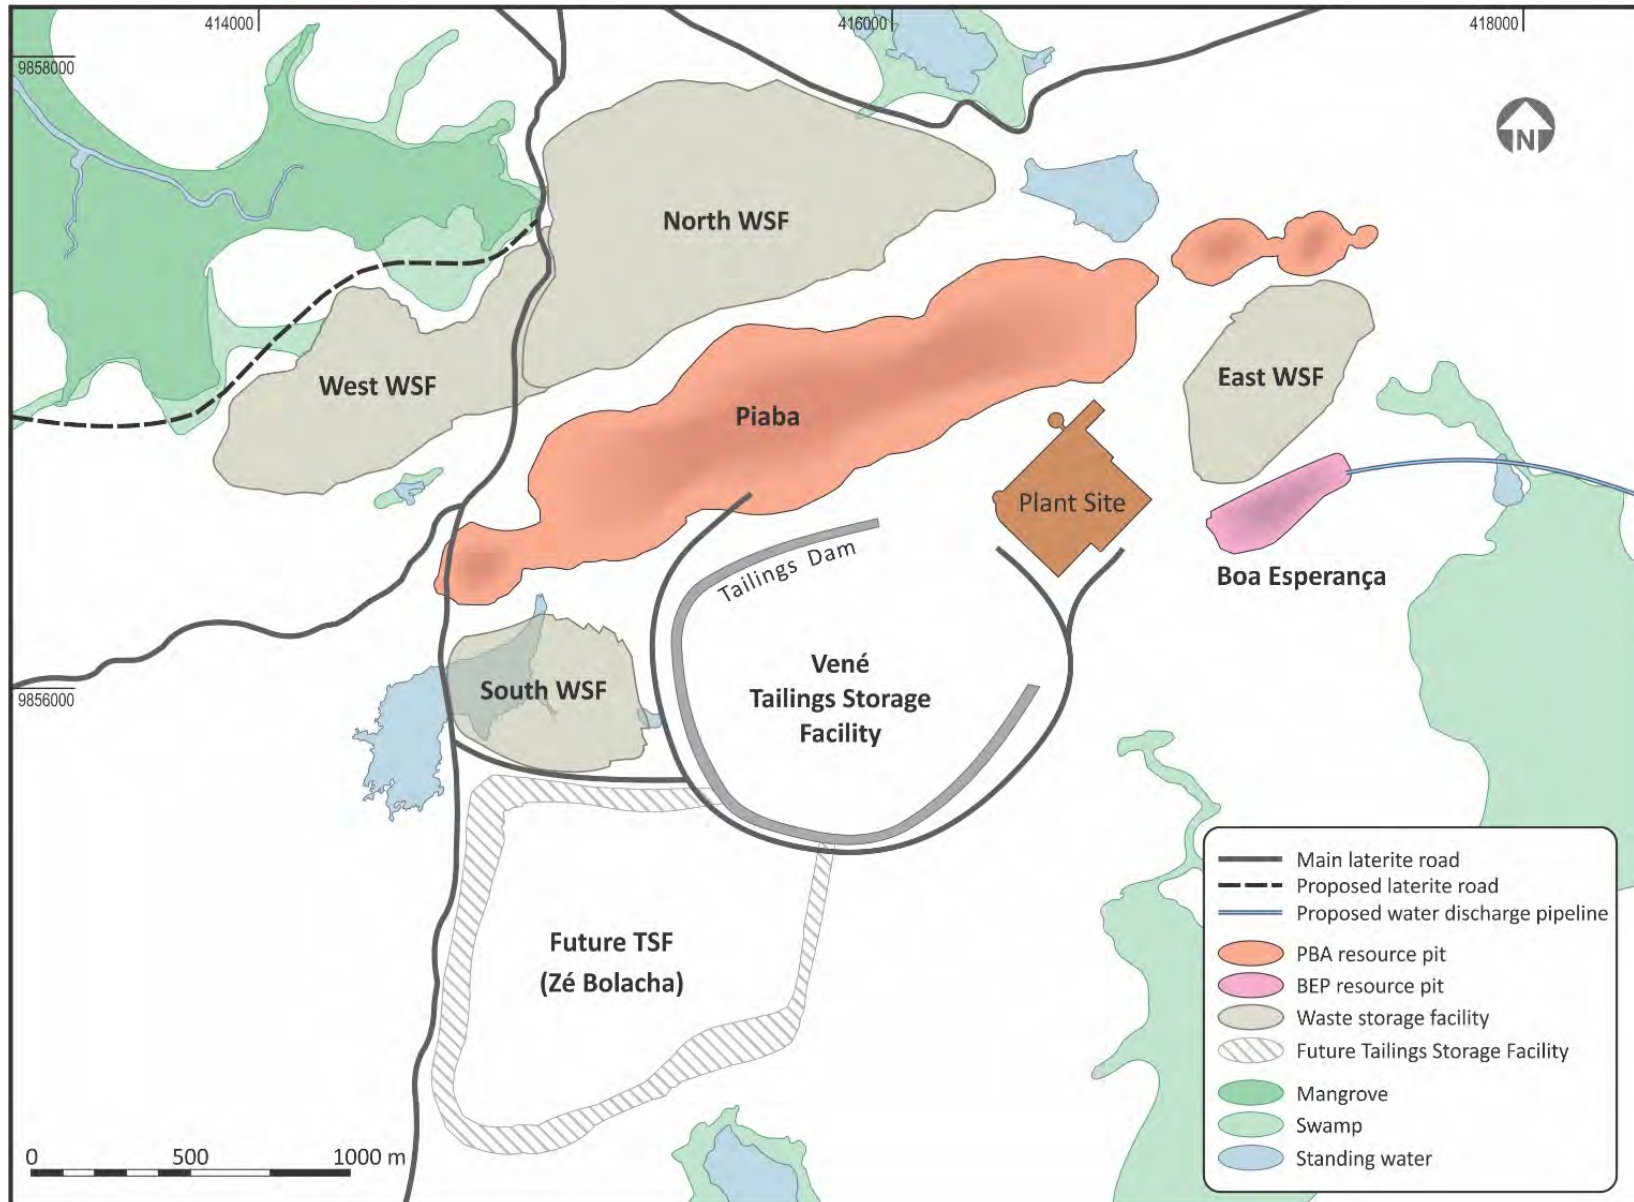 414000
416000
418000
9858000
N
North WSF
West WSF
East WSF
Piaba
Plant Site
Tailings Dam
Boa Esperança
Vené
Tailings Storage
Facility
South WSF
9856000
Future TSF
(Zé Bolacha)
Main laterite road
Proposed laterite road
Proposed water discharge pipeline
PBA resource pit
BEP resource pit
Waste storage facility
Future Tailings Storage Facility
Mangrove
Swamp
Standing water
0 500 1000 m